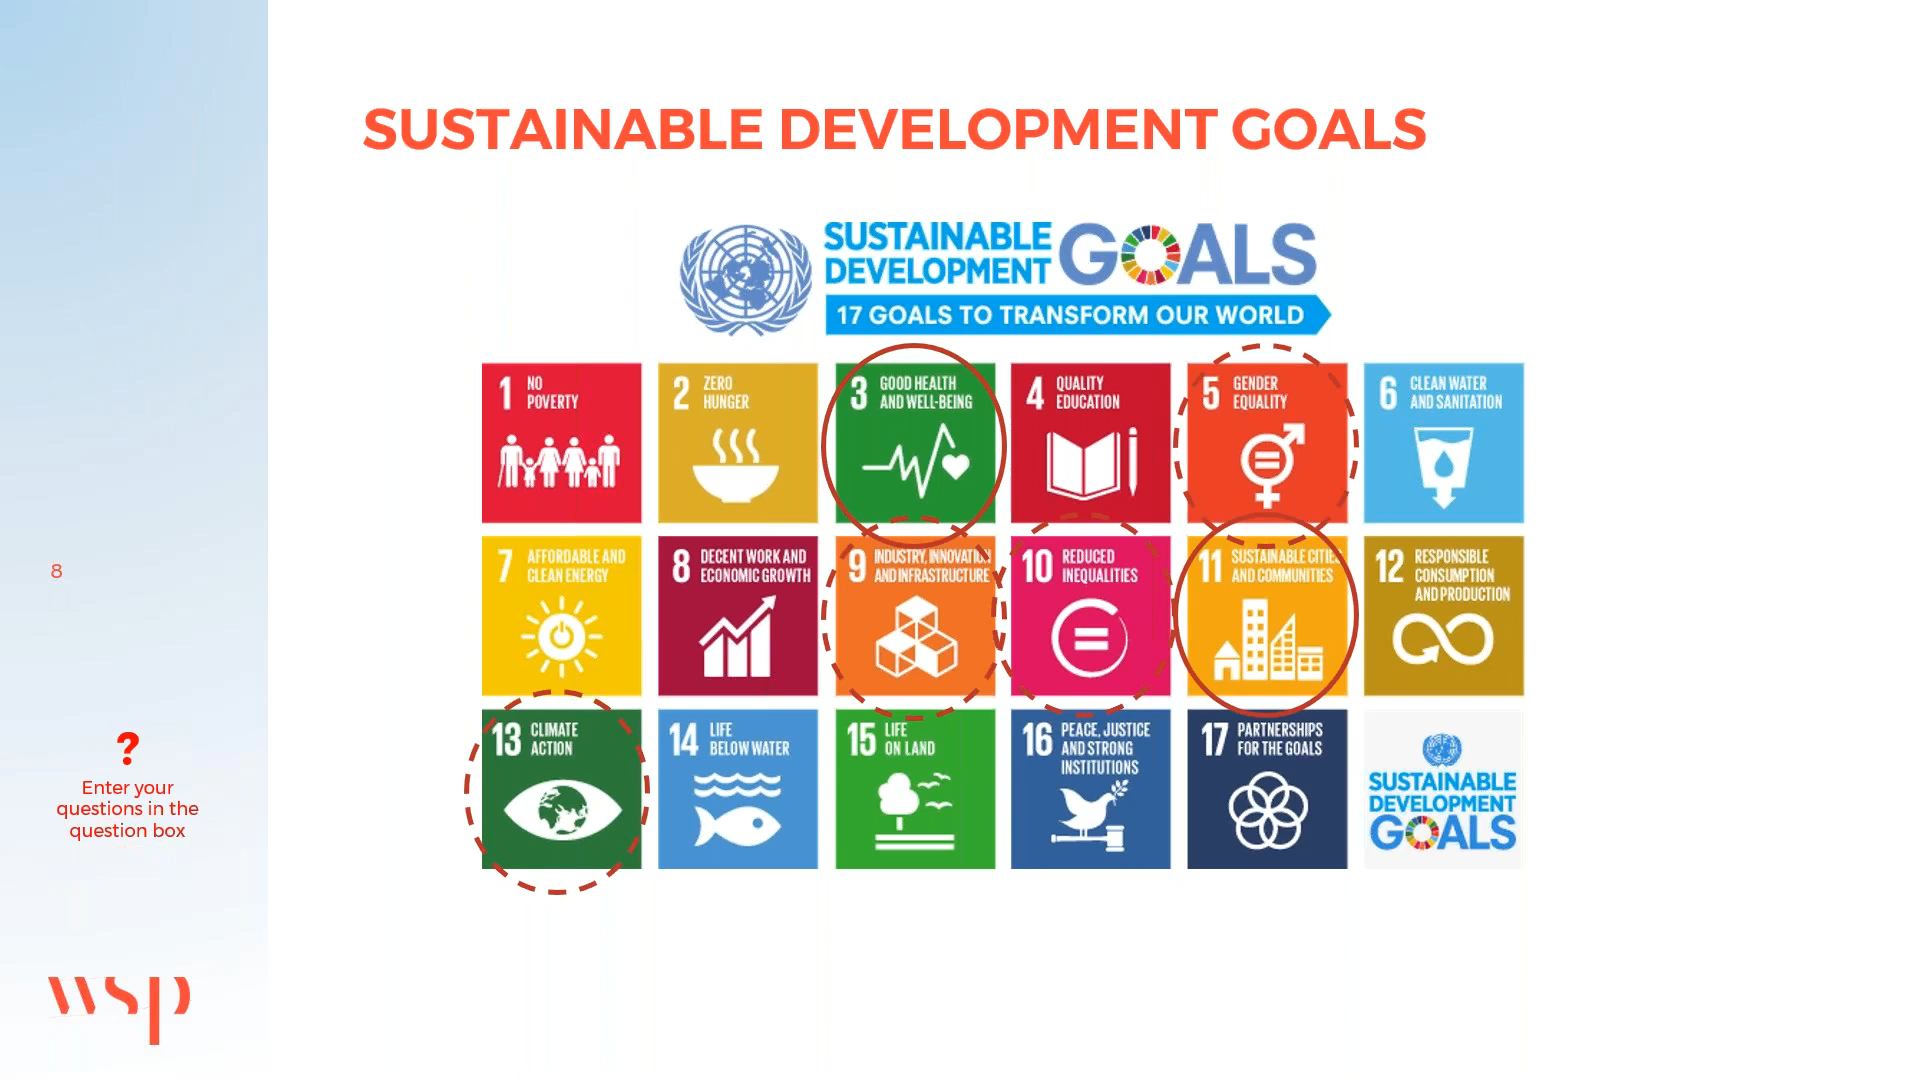 SUSTAINABLE DEVELOPMENT GOALS
SUSTAINABLE
DEVELOPMENT
GOALS
17 GOALS TO TRANSFORM OUR WORLD
1 NO
POVERTY
2 ZERO
HUNGER
3 GOOD HEALTH
AND WELL-BEING
4 QUALITY
EDUCATION
5 GENDER
EQUALITY
6 CLEAN WATER
AND SANITATION
7 AFFORDABLE AND
CLEAN ENERGY
8 DECENT WORK AND
ECONOMIC GROWTH
9 INDUSTRY, INNOVATION
AND INFRASTRUCTURE
10 REDUCED
INEQUALITIES
11 SUSTAINABLE CITIES
AND COMMUNITIES
12 RESPONSIBLE
CONSUMPTION
AND PRODUCTION
13 CLIMATE
ACTION
14 LIFE
BELOW WATER
15 LIFE
ON LAND
16 PEACE, JUSTICE
AND STRONG
INSTITUTIONS
17 PARTNERSHIPS
FOR THE GOALS
SUSTAINABLE
DEVELOPMENT
GOALS
8
?
Enter your
questions in the
question box
wsp